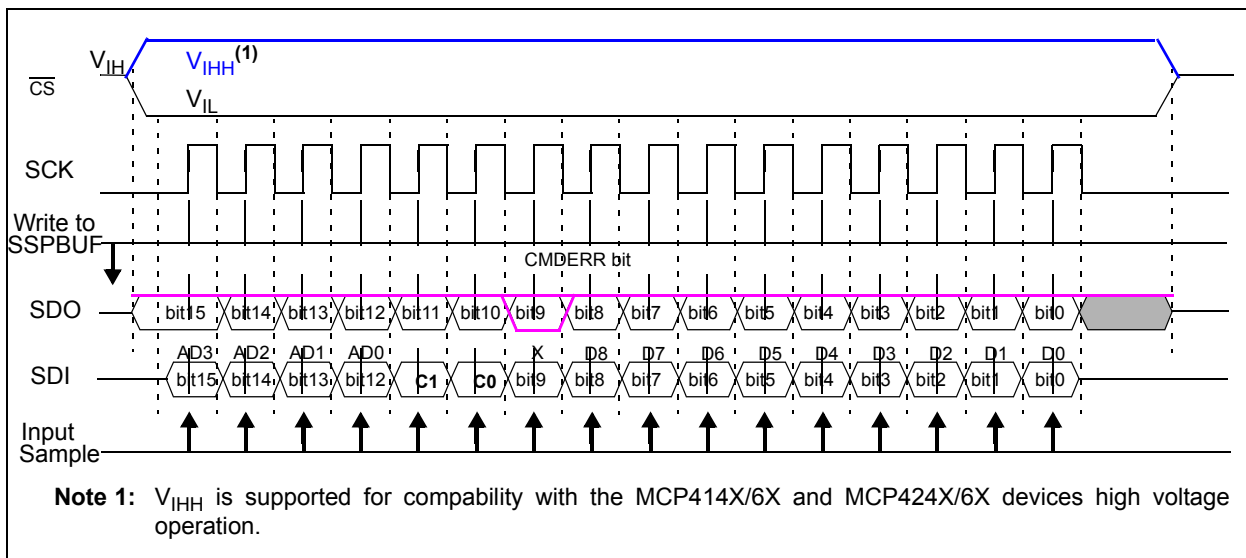 VIH
VIHH(1)
CS
VIL
SCK
Write to
SSPBUF
CMDERR bit
SDO bit15 bit14 bit13 bit12 bit11 bit10 bit9 bit8 bit7 bit6 bit5 bit4 bit3 bit2 bit1 bit0
AD3 AD2 AD1 AD0 X D8 D7 D6 D5 D4 D3 D2 D1 D0
SDI bit15 bit14 bit13 bit12 C1 C0 bit9 bit8 bit7 bit6 bit5 bit4 bit3 bit2 bit1 bit0
Input
Sample
Note 1: VIHH is supported for compability with the MCP414X/6X and MCP424X/6X devices high voltage
operation.